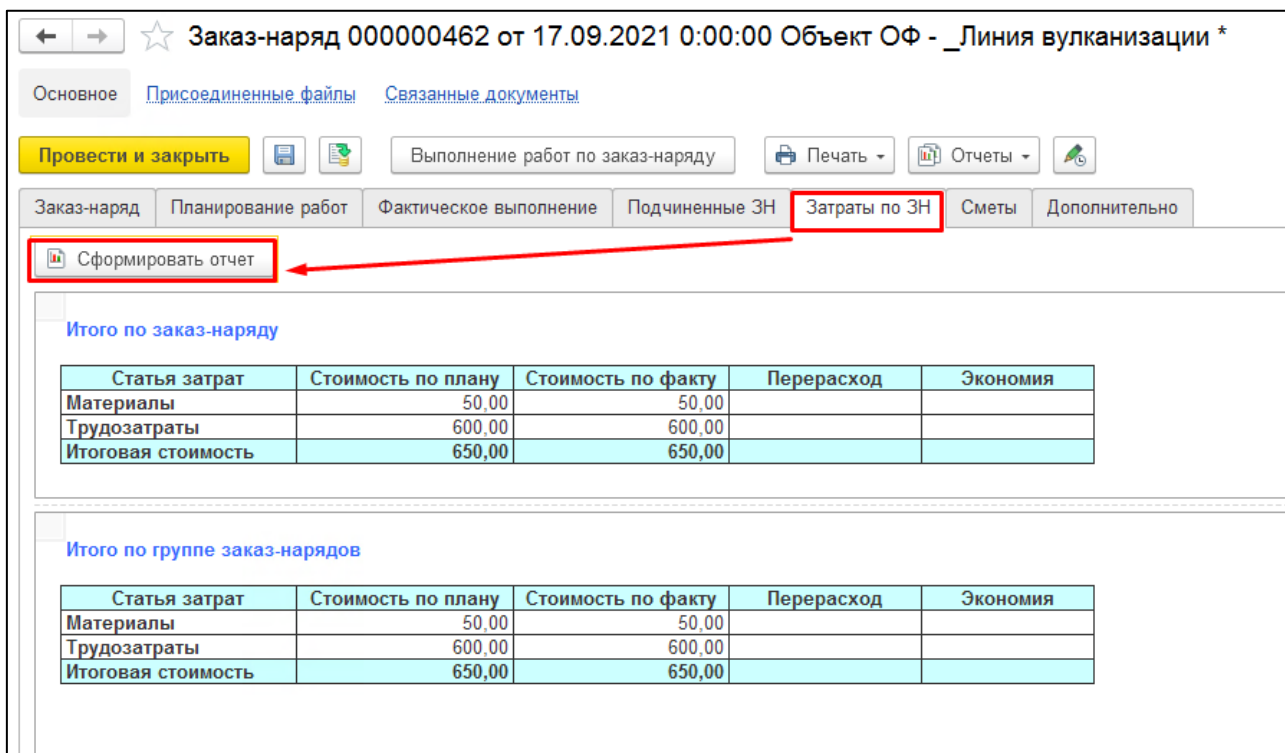 Заказ-наряд 000000462 от 17.09.2021 0:00:00 Объект ОФ - _Линия вулканизации *
Основное Присоединенные файлы Связанные документы
Провести и закрыть Выполнение работ по заказ-наряду Печать Отчеты
Заказ-наряд Планирование работ Фактическое выполнение Подчиненные ЗН Затраты по ЗН Сметы Дополнительно
Сформировать отчет
Итого по заказ-наряду
Статья затрат Стоимость по плану Стоимость по факту Перерасход Экономия
Материалы 50,00 50,00
Трудозатраты 600,00 600,00
Итоговая стоимость 650,00 650,00
Итого по группе заказ-нарядов
Статья затрат Стоимость по плану Стоимость по факту Перерасход Экономия
Материалы 50,00 50,00
Трудозатраты 600,00 600,00
Итоговая стоимость 650,00 650,00